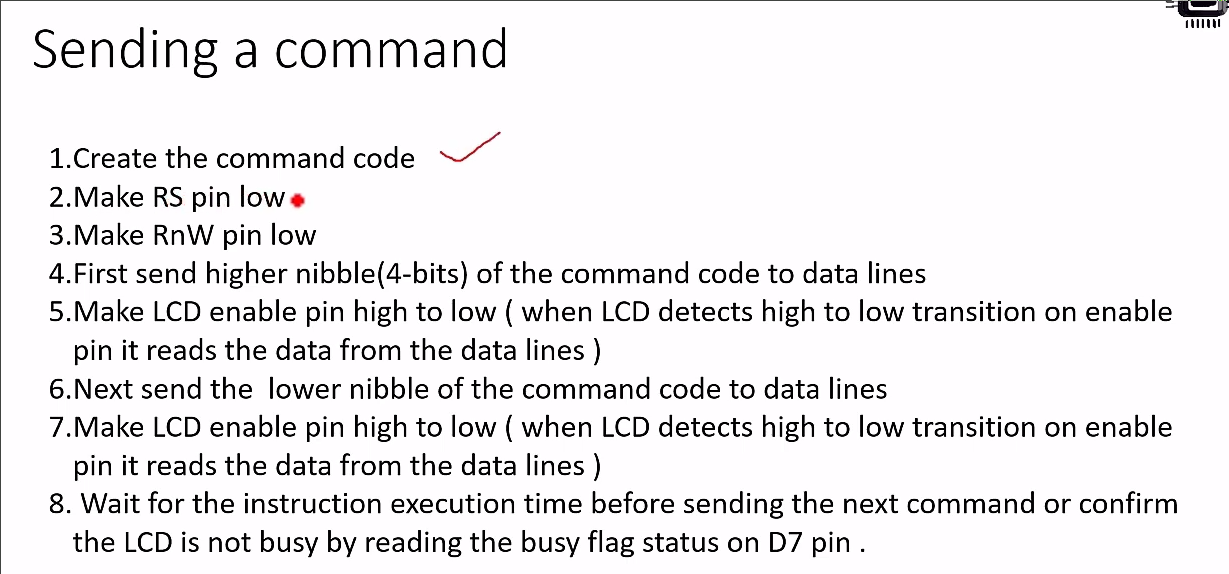 Sending a command
1.Create the command code
2.Make RS pin low
3.Make RnW pin low
4.First send higher nibble(4-bits) of the command code to data lines
5.Make LCD enable pin high to low ( when LCD detects high to low transition on enable
pin it reads the data from the data lines )
6.Next send the  lower nibble of the command code to data lines
7.Make LCD enable pin high to low ( when LCD detects high to low transition on enable
pin it reads the data from the data lines )
8. Wait for the instruction execution time before sending the next command or confirm
the LCD is not busy by reading the busy flag status on D7 pin .